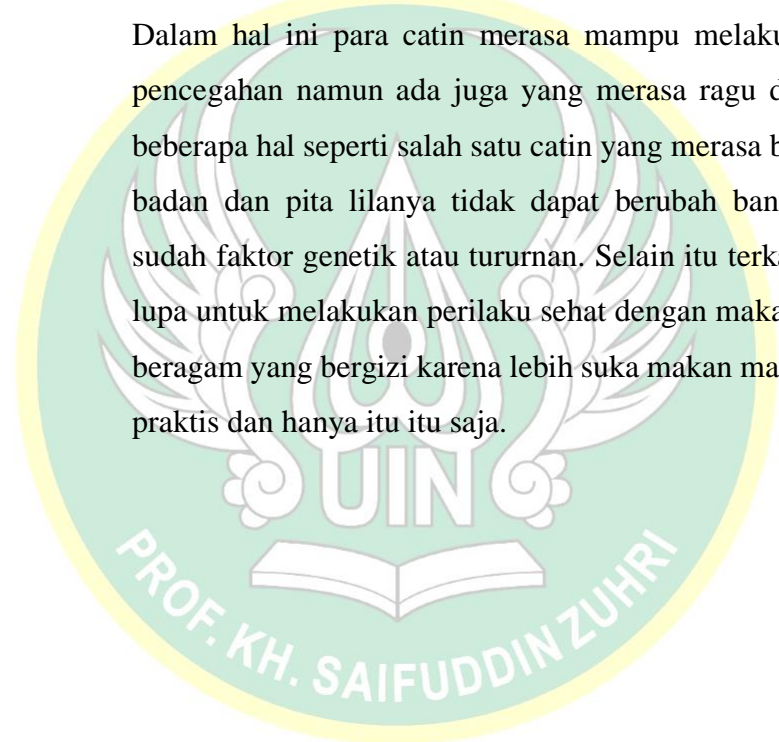 Dalam hal ini para catin merasa mampu
pencegahan namun ada juga yang merasa ragu
beberapa hal seperti salah satu catin yang merasa
badan dan pita lilanya tidak dapat berubah
sudah faktor genetik atau tururnan. Selain itu
lupa untuk melakukan perilaku sehat dengan
beragam yang bergizi karena lebih suka makan
praktis dan hanya itu itu saja.
UIN
PROF. KH. SAIFUDDIN ZUHRI